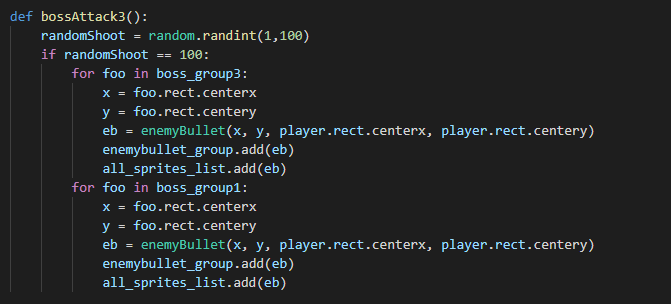 def bossAttack3():
    randomShoot = random.randint(1,100)
    if randomShoot == 100:
        for foo in boss_group3:
            x = foo.rect.centerx
            y = foo.rect.centery
            eb = enemyBullet(x, y, player.rect.centerx, player.rect.centery)
            enemybullet_group.add(eb)
            all_sprites_list.add(eb)
        for foo in boss_group1:
            x = foo.rect.centerx
            y = foo.rect.centery
            eb = enemyBullet(x, y, player.rect.centerx, player.rect.centery)
            enemybullet_group.add(eb)
            all_sprites_list.add(eb)